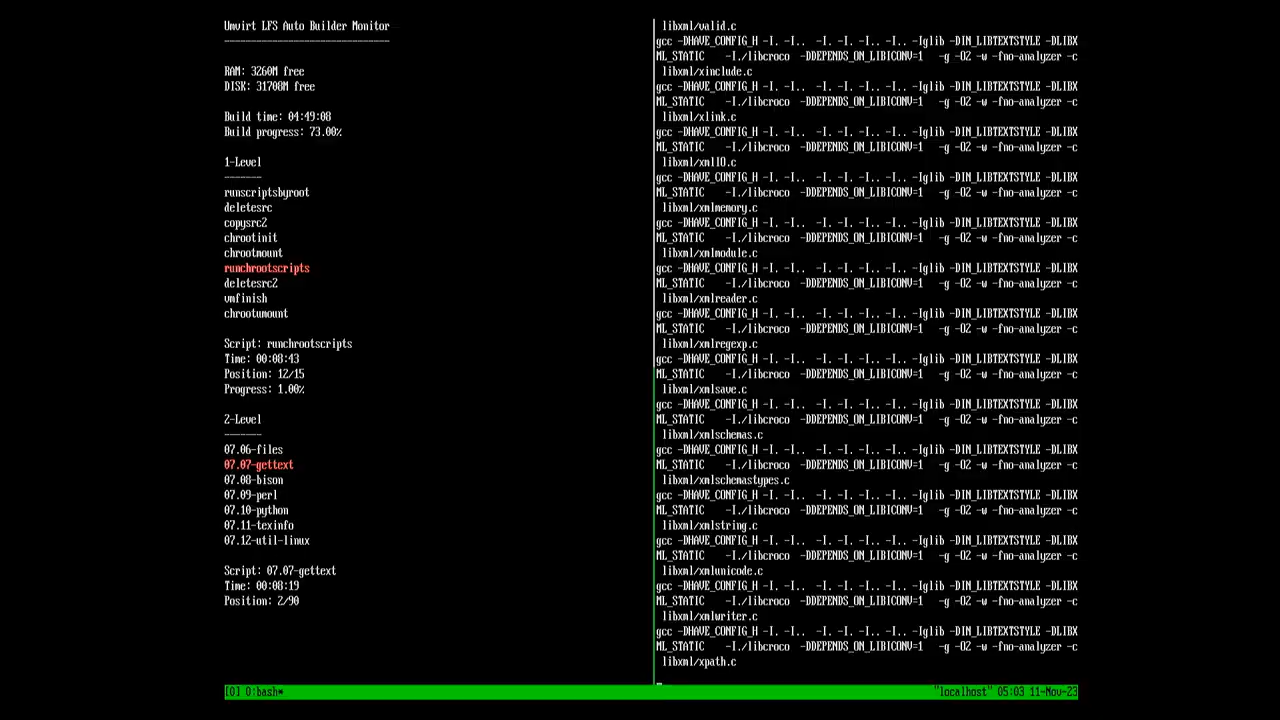 Umvirt LFS Auto Builder Monitor
-------------------------------
RAM: 3260M free
DISK: 31708M free
Build time: 04:49:08
Build progress: 73.00%
1-Level
-------
runscriptsbyroot
deletesrc
copysrc2
chrootinit
chrootmount
runchrootscripts
deletesrc2
vmfinish
chrootumount
Script: runchrootscripts
Time: 00:08:43
Position: 12/15
Progress: 1.00%
2-Level
-------
07.06-files
07.07-gettext
07.08-bison
07.09-perl
07.10-python
07.11-texinfo
07.12-util-linux
Script: 07.07-gettext
Time: 00:08:19
Position: 2/90
libxml/valid.c
gcc -DHAVE_CONFIG_H -I. -I.. -I. -I. -I.. -I.. -Iglib -DIN_LIBTEXTSTYLE -DLIBX
ML_STATIC -I./libcroco -DDEPENDS_ON_LIBICONV=1 -g -O2 -w -fno-analyzer -c
libxml/xinclude.c
gcc -DHAVE_CONFIG_H -I. -I.. -I. -I. -I.. -I.. -Iglib -DIN_LIBTEXTSTYLE -DLIBX
ML_STATIC -I./libcroco -DDEPENDS_ON_LIBICONV=1 -g -O2 -w -fno-analyzer -c
libxml/xlink.c
gcc -DHAVE_CONFIG_H -I. -I.. -I. -I. -I.. -I.. -Iglib -DIN_LIBTEXTSTYLE -DLIBX
ML_STATIC -I./libcroco -DDEPENDS_ON_LIBICONV=1 -g -O2 -w -fno-analyzer -c
libxml/xmlIO.c
gcc -DHAVE_CONFIG_H -I. -I.. -I. -I. -I.. -I.. -Iglib -DIN_LIBTEXTSTYLE -DLIBX
ML_STATIC -I./libcroco -DDEPENDS_ON_LIBICONV=1 -g -O2 -w -fno-analyzer -c
libxml/xmlmemory.c
gcc -DHAVE_CONFIG_H -I. -I.. -I. -I. -I.. -I.. -Iglib -DIN_LIBTEXTSTYLE -DLIBX
ML_STATIC -I./libcroco -DDEPENDS_ON_LIBICONV=1 -g -O2 -w -fno-analyzer -c
libxml/xmlmodule.c
gcc -DHAVE_CONFIG_H -I. -I.. -I. -I. -I.. -I.. -Iglib -DIN_LIBTEXTSTYLE -DLIBX
ML_STATIC -I./libcroco -DDEPENDS_ON_LIBICONV=1 -g -O2 -w -fno-analyzer -c
libxml/xmlreader.c
gcc -DHAVE_CONFIG_H -I. -I.. -I. -I. -I.. -I.. -Iglib -DIN_LIBTEXTSTYLE -DLIBX
ML_STATIC -I./libcroco -DDEPENDS_ON_LIBICONV=1 -g -O2 -w -fno-analyzer -c
libxml/xmlregexp.c
gcc -DHAVE_CONFIG_H -I. -I.. -I. -I. -I.. -I.. -Iglib -DIN_LIBTEXTSTYLE -DLIBX
ML_STATIC -I./libcroco -DDEPENDS_ON_LIBICONV=1 -g -O2 -w -fno-analyzer -c
libxml/xmlsave.c
gcc -DHAVE_CONFIG_H -I. -I.. -I. -I. -I.. -I.. -Iglib -DIN_LIBTEXTSTYLE -DLIBX
ML_STATIC -I./libcroco -DDEPENDS_ON_LIBICONV=1 -g -O2 -w -fno-analyzer -c
libxml/xmlschemas.c
gcc -DHAVE_CONFIG_H -I. -I.. -I. -I. -I.. -I.. -Iglib -DIN_LIBTEXTSTYLE -DLIBX
ML_STATIC -I./libcroco -DDEPENDS_ON_LIBICONV=1 -g -O2 -w -fno-analyzer -c
libxml/xmlschemastypes.c
gcc -DHAVE_CONFIG_H -I. -I.. -I. -I. -I.. -I.. -Iglib -DIN_LIBTEXTSTYLE -DLIBX
ML_STATIC -I./libcroco -DDEPENDS_ON_LIBICONV=1 -g -O2 -w -fno-analyzer -c
libxml/xmlstring.c
gcc -DHAVE_CONFIG_H -I. -I.. -I. -I. -I.. -I.. -Iglib -DIN_LIBTEXTSTYLE -DLIBX
ML_STATIC -I./libcroco -DDEPENDS_ON_LIBICONV=1 -g -O2 -w -fno-analyzer -c
libxml/xmlunicode.c
gcc -DHAVE_CONFIG_H -I. -I.. -I. -I. -I.. -I.. -Iglib -DIN_LIBTEXTSTYLE -DLIBX
ML_STATIC -I./libcroco -DDEPENDS_ON_LIBICONV=1 -g -O2 -w -fno-analyzer -c
libxml/xmlwriter.c
gcc -DHAVE_CONFIG_H -I. -I.. -I. -I. -I.. -I.. -Iglib -DIN_LIBTEXTSTYLE -DLIBX
ML_STATIC -I./libcroco -DDEPENDS_ON_LIBICONV=1 -g -O2 -w -fno-analyzer -c
libxml/xpath.c
[0] 0:bash* "localhost" 05:03 11-Nov-23